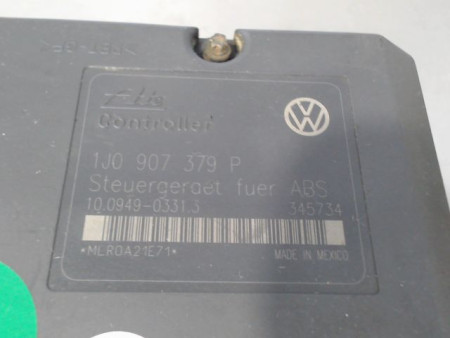 Ate
Controller
1J0 907 379 P
Steuergeraet fuer ABS
10.0949-0331.3 345734
*MLR0A21E71*
MADE IN MEXICO